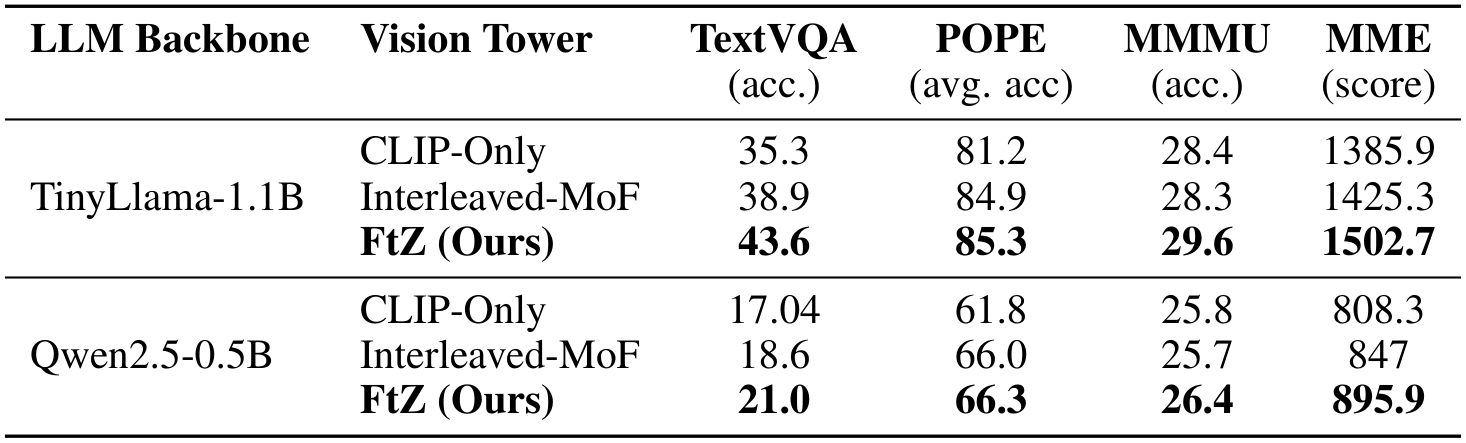 LLM Backbone Vision Tower TextVQA POPE MMMU MME
(acc.) (avg. acc) (acc.) (score)
CLIP-Only 35.3 81.2 28.4 1385.9
TinyLlama-1.1B Interleaved-MoF 38.9 84.9 28.3 1425.3
FtZ (Ours) 43.6 85.3 29.6 1502.7
CLIP-Only 17.04 61.8 25.8 808.3
Qwen2.5-0.5B Interleaved-MoF 18.6 66.0 25.7 847
FtZ (Ours) 21.0 66.3 26.4 895.9